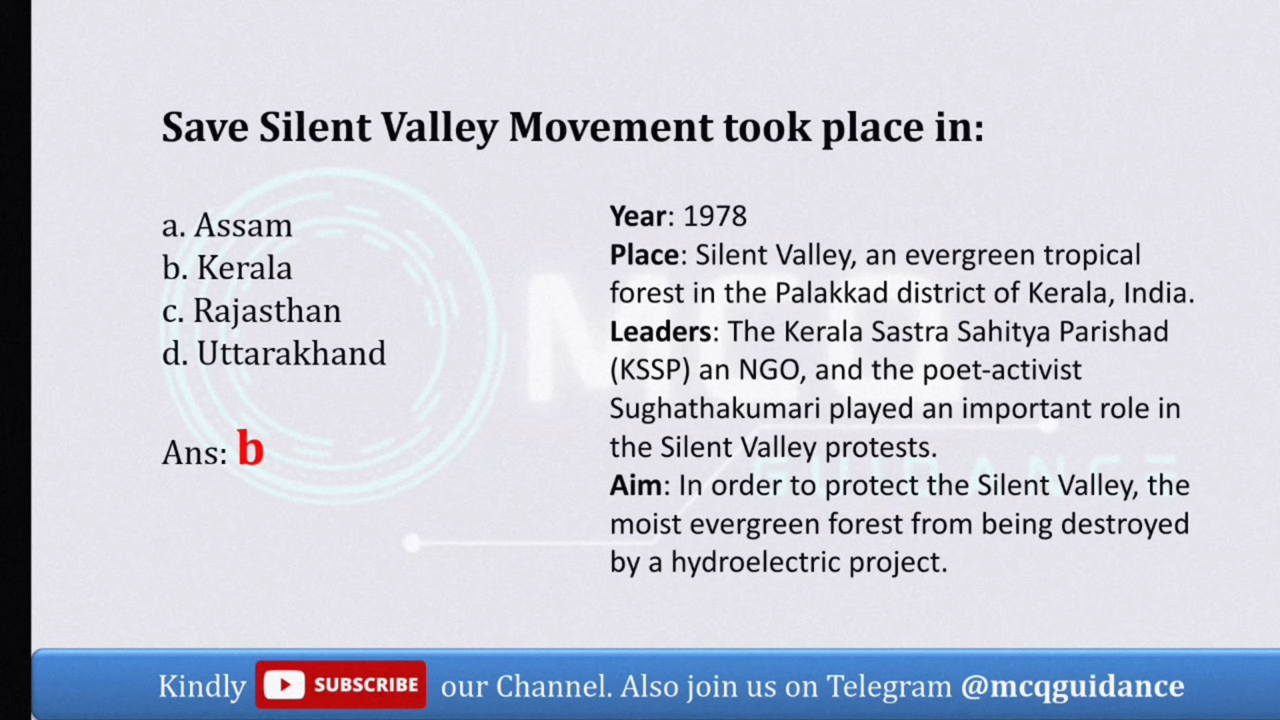 Save Silent Valley Movement took place in:
a. Assam
b. Kerala
c. Rajasthan
d. Uttarakhand
Ans: b
Year: 1978
Place: Silent Valley, an evergreen tropical
forest in the Palakkad district of Kerala, India.
Leaders: The Kerala Sastra Sahitya Parishad
(KSSP) an NGO, and the poet-activist
Sughathakumari played an important role in
the Silent Valley protests.
Aim: In order to protect the Silent Valley, the
moist evergreen forest from being destroyed
by a hydroelectric project.
MCQ
GUIDANCE
Kindly SUBSCRIBE our Channel. Also join us on Telegram @mcqguidance